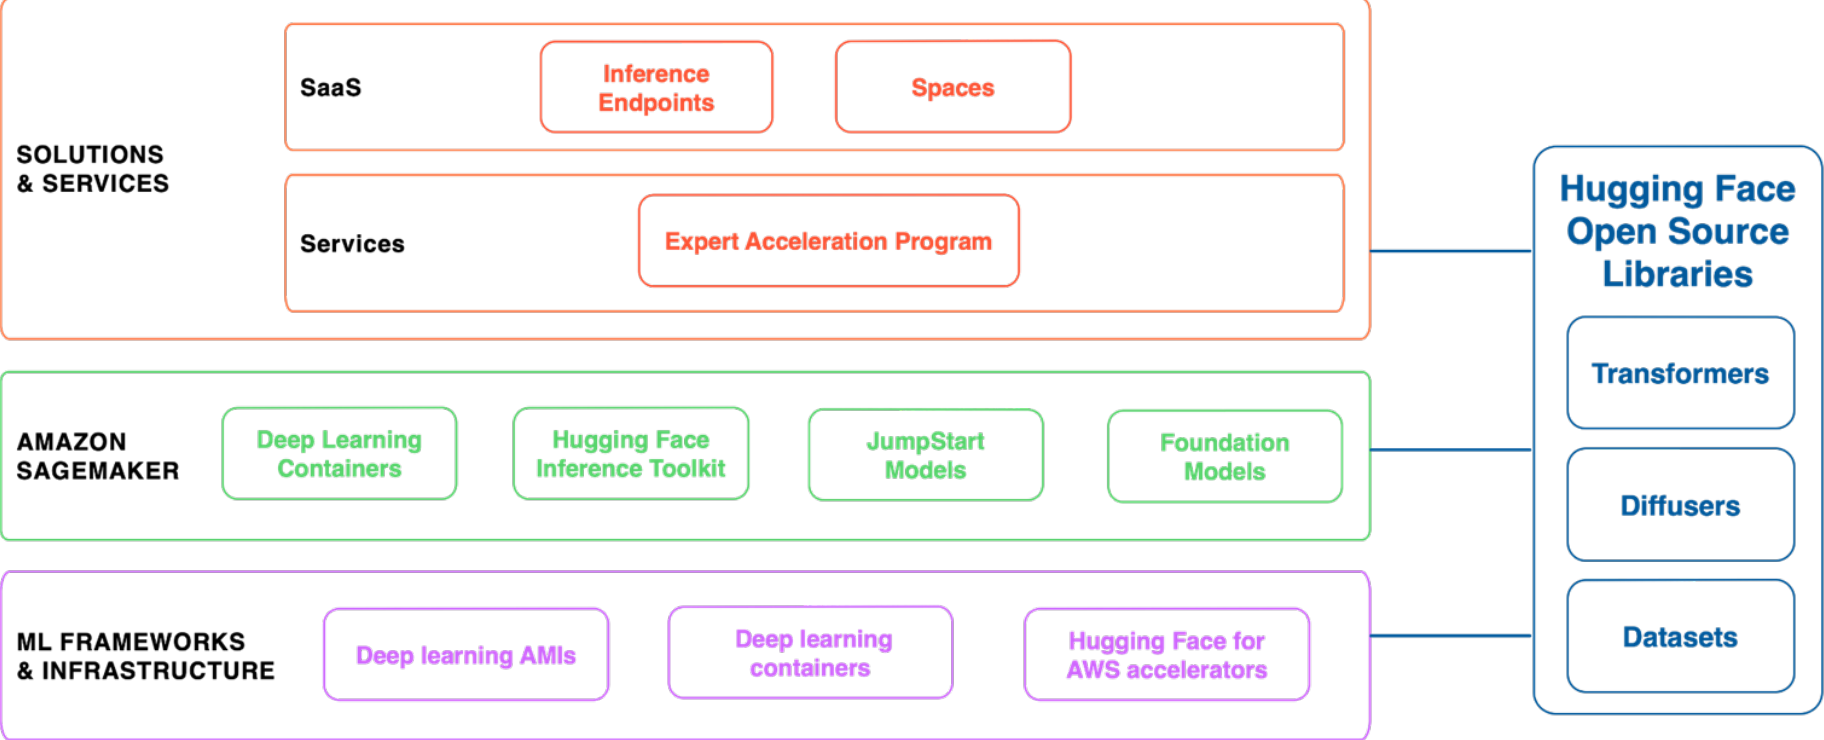 SaaS
Inference
Endpoints
Spaces
SOLUTIONS
& SERVICES
Services
Expert Acceleration Program
AMAZON
SAGEMAKER
Deep Learning
Containers
Hugging Face
Inference Toolkit
JumpStart
Models
Foundation
Models
ML FRAMEWORKS
& INFRASTRUCTURE
Deep learning AMIs
Deep learning
containers
Hugging Face for
AWS accelerators
Hugging Face
Open Source
Libraries
Transformers
Diffusers
Datasets